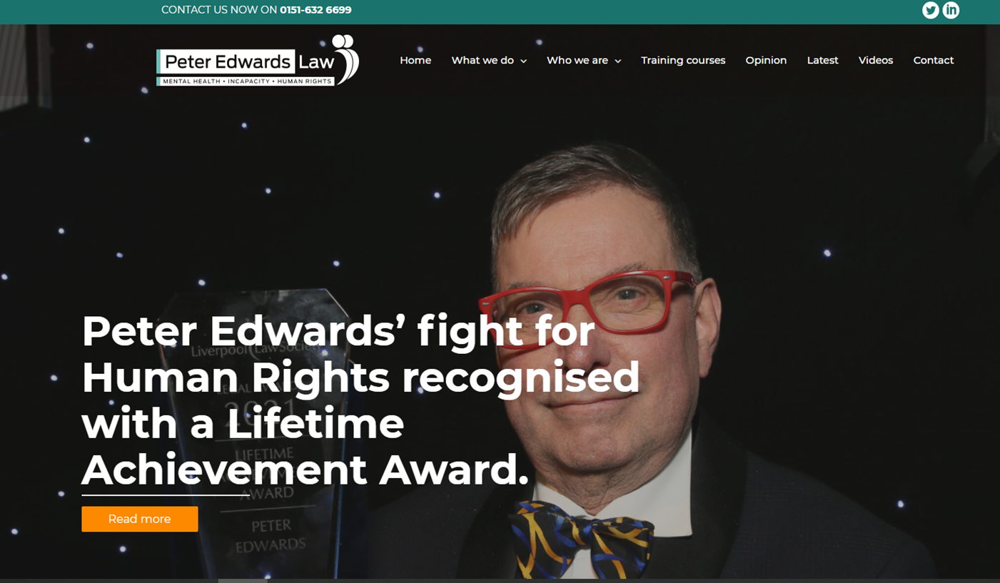 CONTACT US NOW ON 0151-632 6699
Peter Edwards Law
MENTAL HEALTH • INCAPACITY • HUMAN RIGHTS
Home What we do Who we are Training courses Opinion Latest Videos Contact
Peter Edwards’ fight for
Human Rights recognised
with a Lifetime
Achievement Award.
Read more
Liverpool Law Society
LEGAL
2021
LIFETIME
AWARD
PETER
EDWARDS